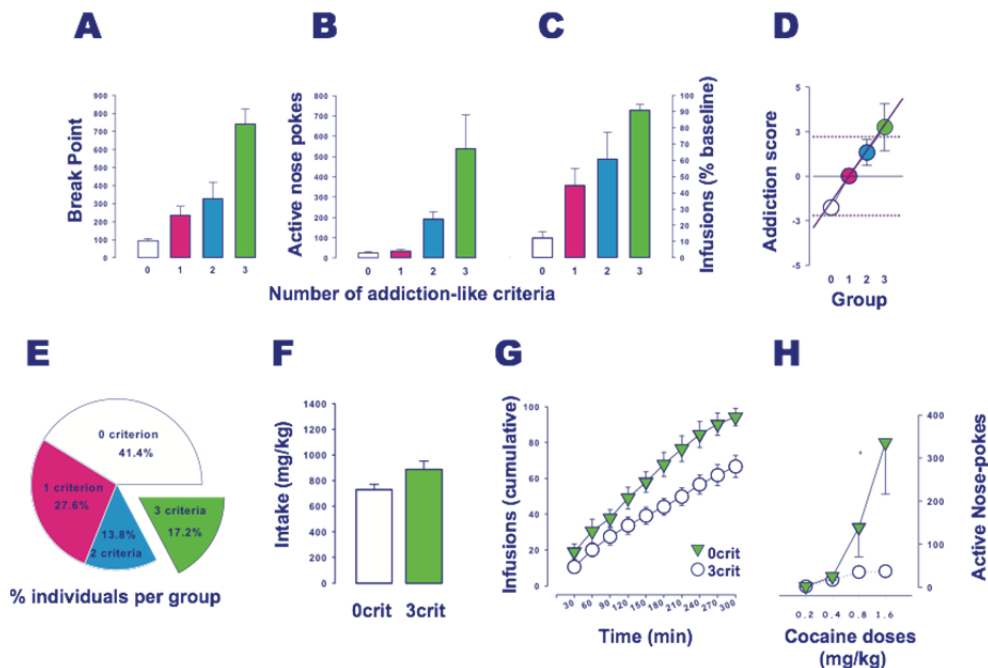 A
B
C
D
Break Point
900
800
700
600
500
400
300
200
100
0
0 1 2 3
Active nose pokes
800
700
600
500
400
300
200
100
0
0 1 2 3
0 1 2 3
100
90
80
70
60
50
40
30
20
10
0
Infusions (% baseline)
Number of addiction-like criteria
Addiction score
5
3
0
-3
-5
0 1 2 3
Group
E
F
G
H
0 criterion
41.4%
1 criterion
27.6%
13.8%
2 criteria
3 criteria
17.2%
% individuals per group
Intake (mg/kg)
1400
1200
1000
800
600
400
200
0
0crit 3crit
Infusions (cumulative)
100
80
60
40
20
0
30 60 90 120 150 180 210 240 270 300
Time (min)
0crit
3crit
400
300
200
100
0
Active Nose-pokes
0.2 0.4 0.8 1.6
Cocaine doses
(mg/kg)